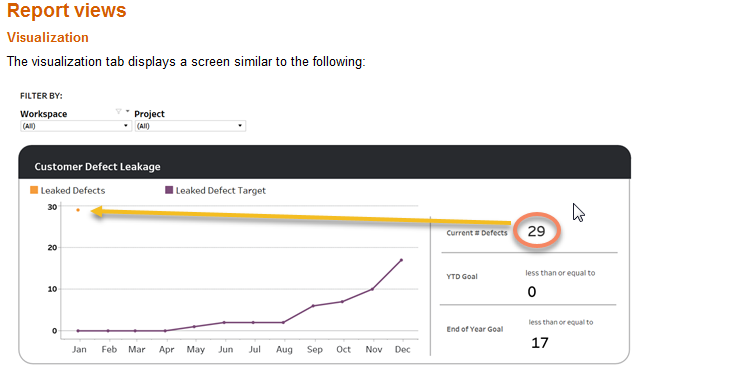 Report views
Visualization
The visualization tab displays a screen similar to the following:
FILTER BY:
Workspace
Project
(All)
(All)
Customer Defect Leakage
Leaked Defects
Leaked Defect Target
30
20
10
0
Jan Feb Mar Apr May Jun Jul Aug Sep Oct Nov Dec
Current # Defects 29
YTD Goal
less than or equal to
0
End of Year Goal
less than or equal to
17